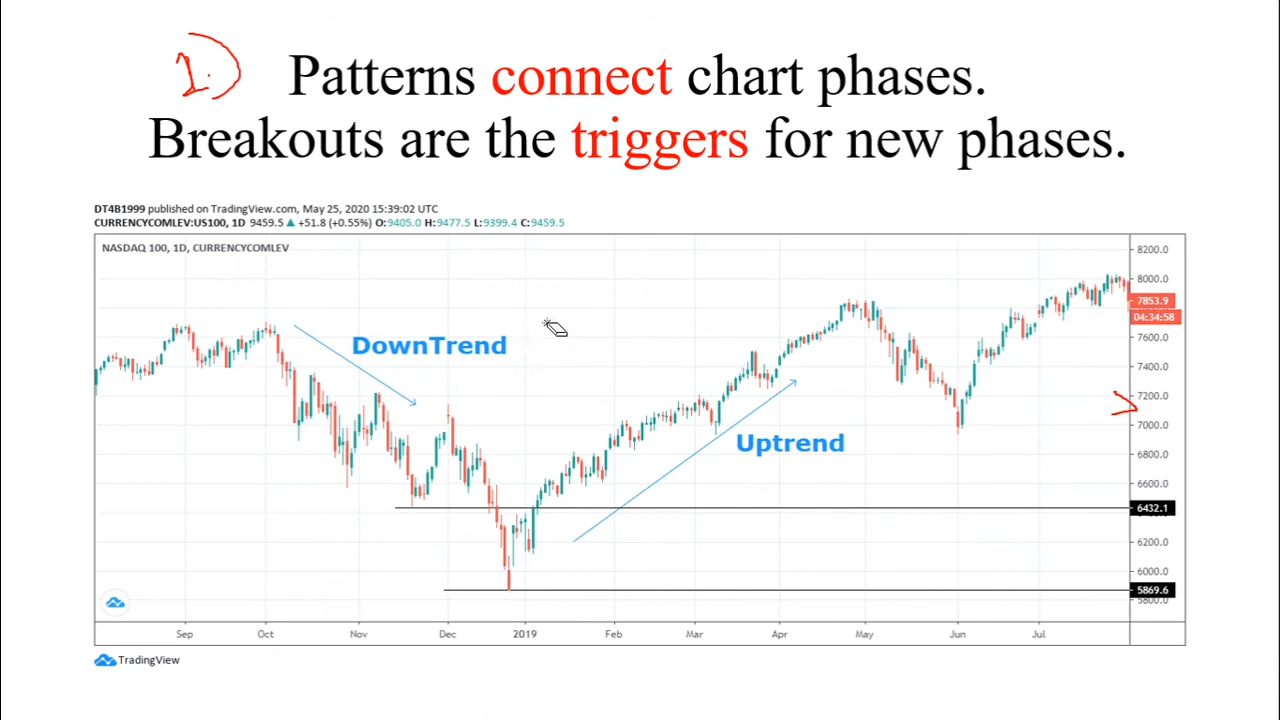 1.
Patterns connect chart phases.
Breakouts are the triggers for new phases.
DT4B1999 published on TradingView.com, May 25, 2020 15:39:02 UTC
CURRENCYCOMLEV:US100, 1D 9459.5 ▲ +51.8 (+0.55%) O:9405.0 H:9477.5 L:9399.4 C:9459.5
NASDAQ 100, 1D, CURRENCYCOMLEV
8200.0
8000.0
7853.9
04:34:58
7600.0
DownTrend
7400.0
7200.0
7000.0
Uptrend
6800.0
6600.0
6432.1
6200.0
6000.0
5869.6
5800.0
Sep Oct Nov Dec 2019 Feb Mar Apr May Jun Jul
TradingView